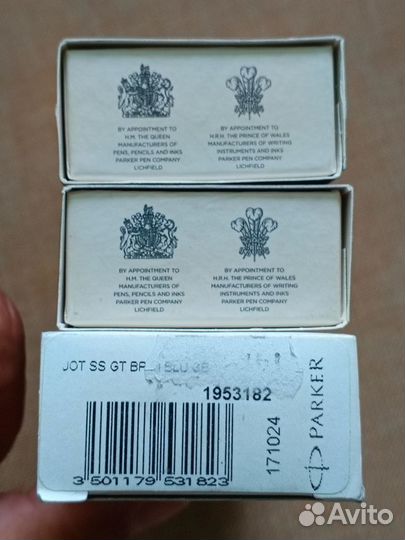 BY APPOINTMENT TO
H.M. THE QUEEN
MANUFACTURERS OF
PENS, PENCILS AND INKS
PARKER PEN COMPANY
LICHFIELD
BY APPOINTMENT TO
H.R.H. THE PRINCE OF WALES
MANUFACTURERS OF WRITING
INSTRUMENTS AND INKS
PARKER PEN COMPANY
LICHFIELD
BY APPOINTMENT TO
H.M. THE QUEEN
MANUFACTURERS OF
PENS, PENCILS AND INKS
PARKER PEN COMPANY
LICHFIELD
BY APPOINTMENT TO
H.R.H. THE PRINCE OF WALES
MANUFACTURERS OF WRITING
INSTRUMENTS AND INKS
PARKER PEN COMPANY
LICHFIELD
JOT SS GT BLU
1953182
3 501179 531823
171024
PARKER
Avito